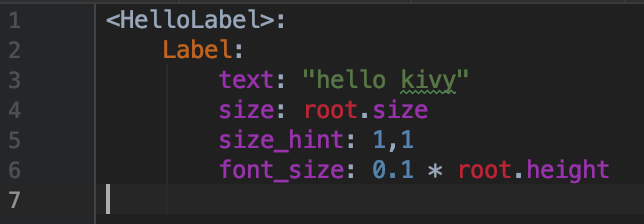 1 <HelloLabel>:
2     Label:
3         text: "hello kivy"
4         size: root.size
5         size_hint: 1,1
6         font_size: 0.1 * root.height
7